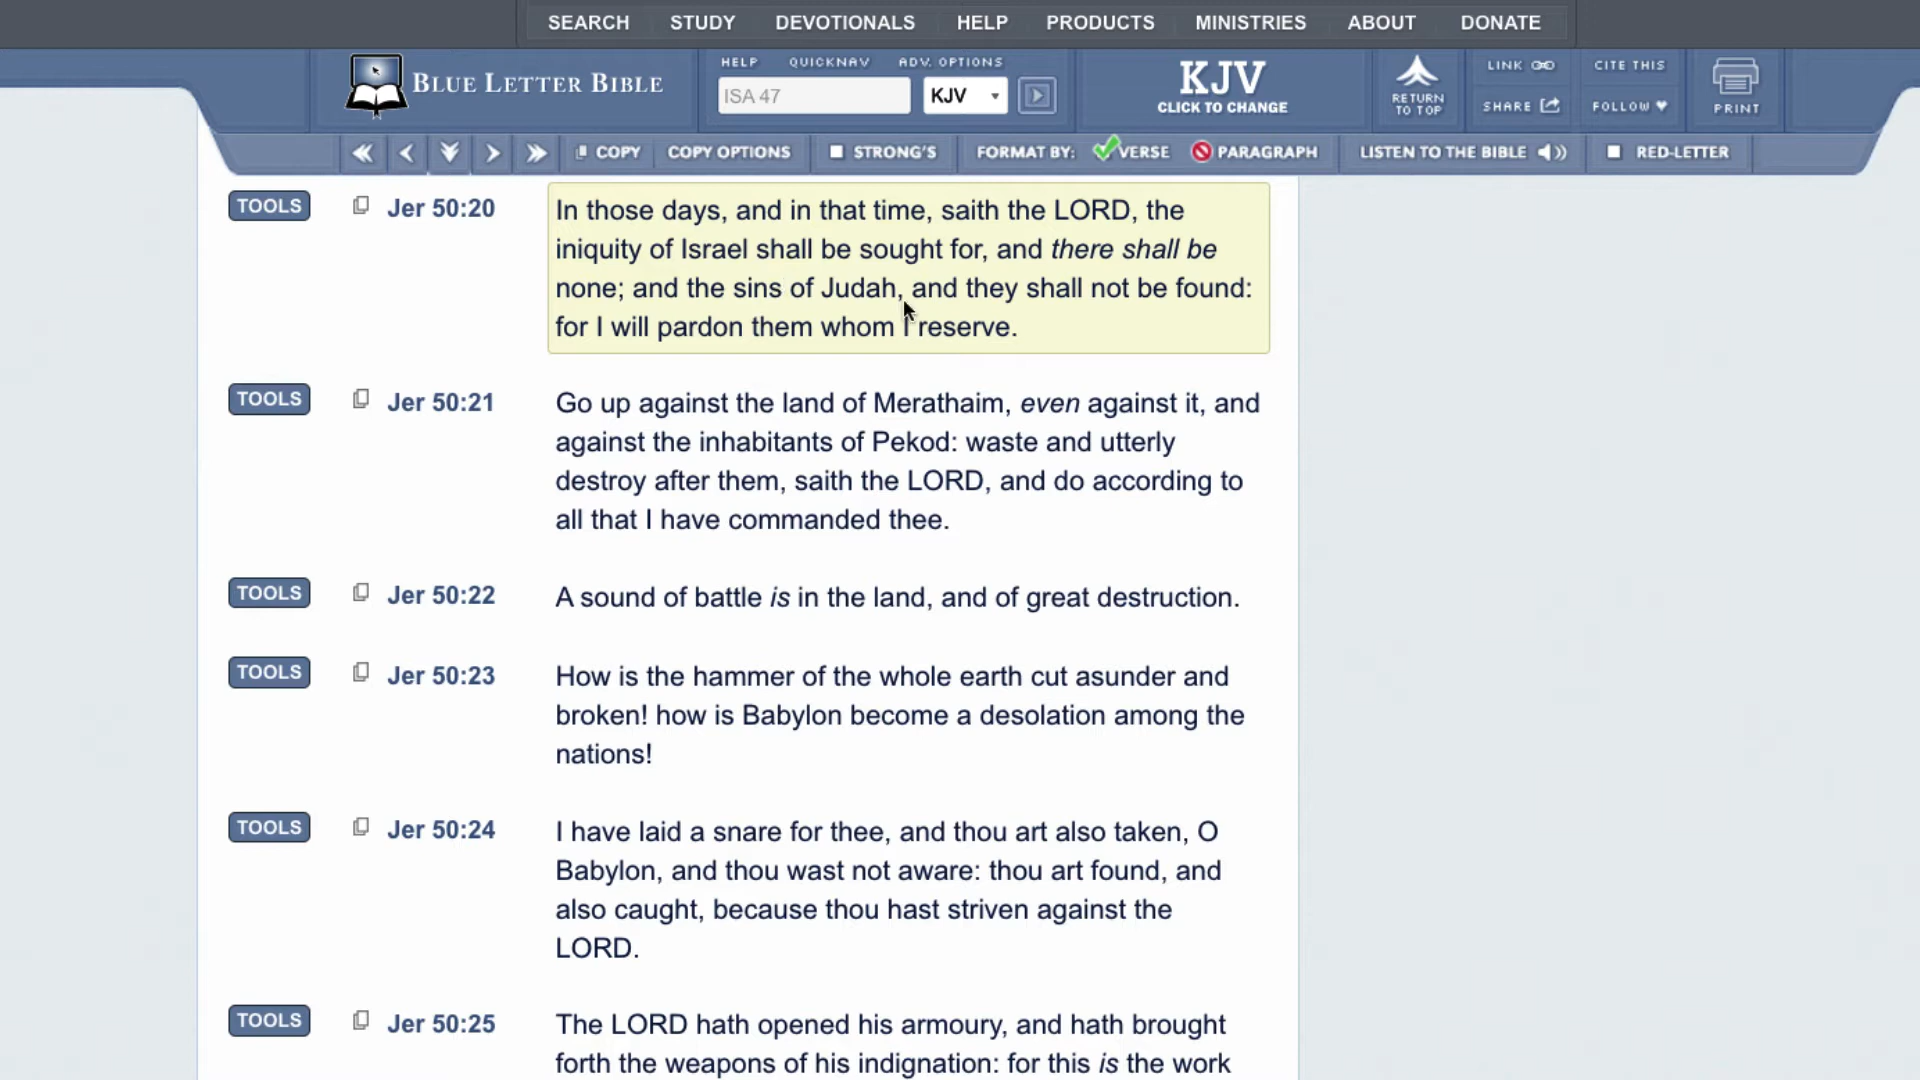 SEARCH STUDY DEVOTIONALS HELP PRODUCTS MINISTRIES ABOUT DONATE
BLUE LETTER BIBLE
HELP QUICKNAV ADV. OPTIONS
ISA 47 KJV
KJV
CLICK TO CHANGE
RETURN
TO TOP
LINK CITE THIS
SHARE FOLLOW
PRINT
COPY COPY OPTIONS STRONG'S FORMAT BY: VERSE PARAGRAPH LISTEN TO THE BIBLE RED-LETTER
TOOLS Jer 50:20 In those days, and in that time, saith the LORD, the
iniquity of Israel shall be sought for, and there shall be
none; and the sins of Judah, and they shall not be found:
for I will pardon them whom I reserve.
TOOLS Jer 50:21 Go up against the land of Merathaim, even against it, and
against the inhabitants of Pekod: waste and utterly
destroy after them, saith the LORD, and do according to
all that I have commanded thee.
TOOLS Jer 50:22 A sound of battle is in the land, and of great destruction.
TOOLS Jer 50:23 How is the hammer of the whole earth cut asunder and
broken! how is Babylon become a desolation among the
nations!
TOOLS Jer 50:24 I have laid a snare for thee, and thou art also taken, O
Babylon, and thou wast not aware: thou art found, and
also caught, because thou hast striven against the
LORD.
TOOLS Jer 50:25 The LORD hath opened his armoury, and hath brought
forth the weapons of his indignation: for this is the work